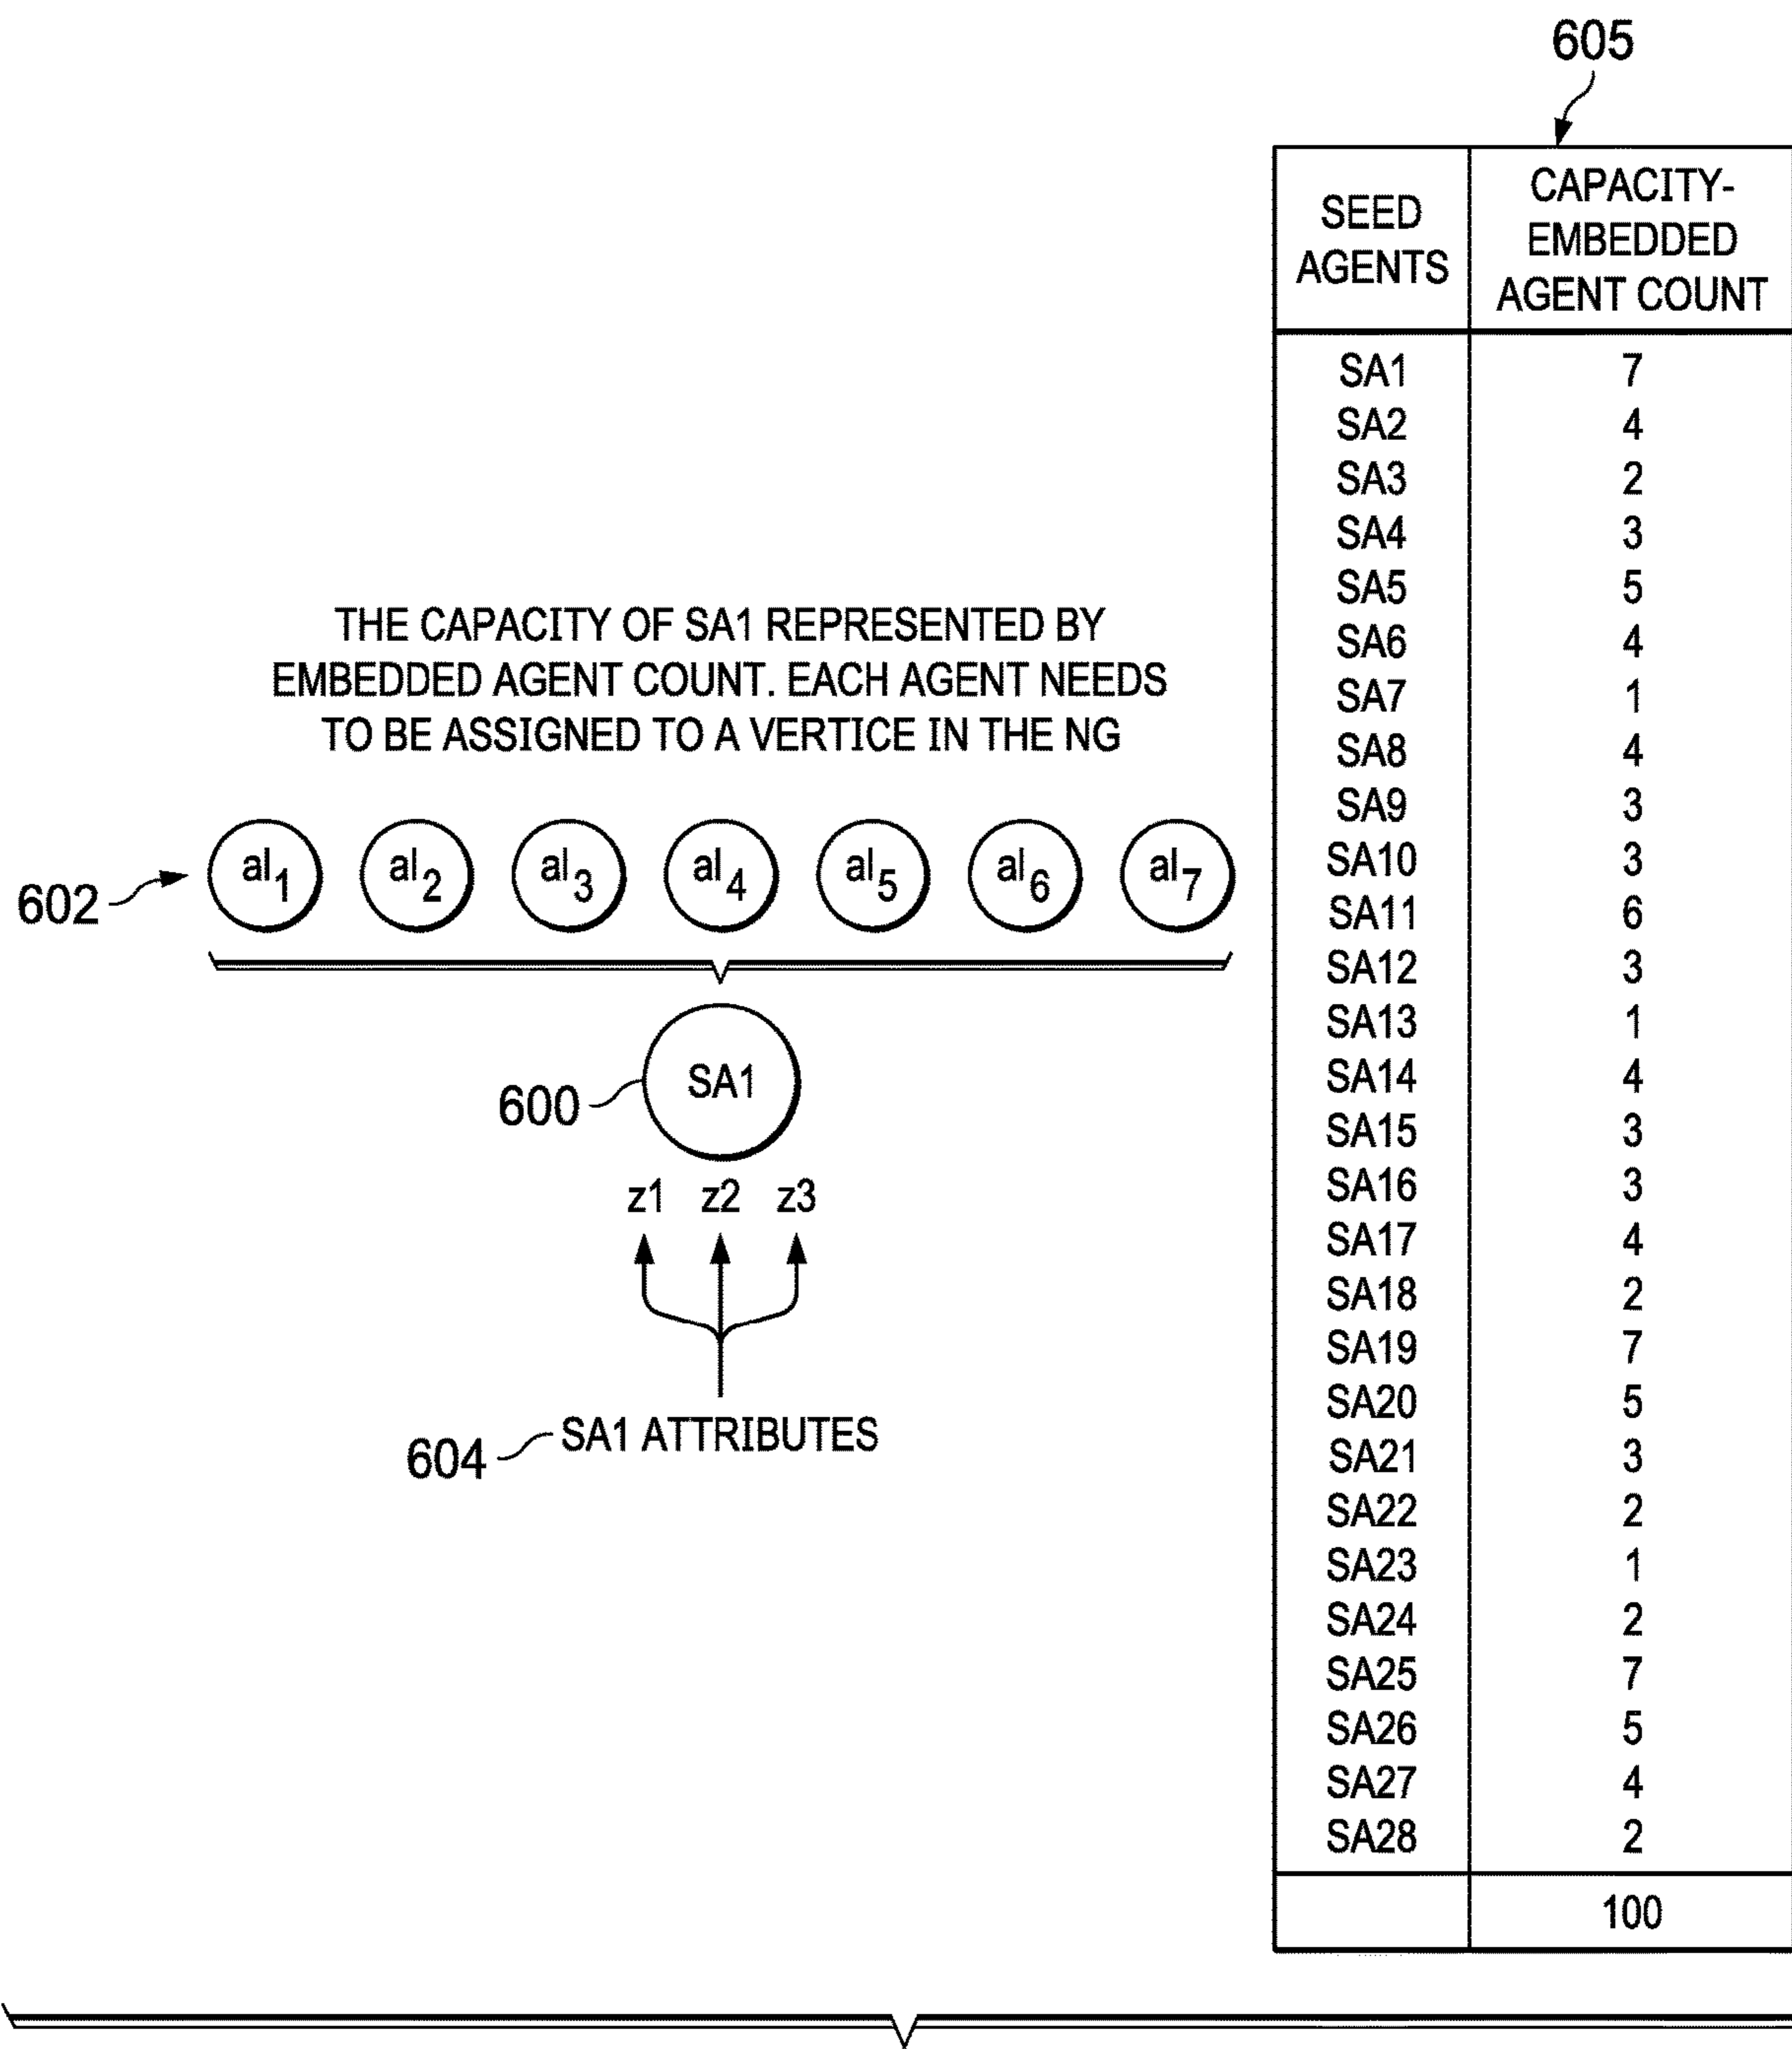 605
SEED AGENTS CAPACITY-EMBEDDED AGENT COUNT
SA1 7
SA2 4
SA3 2
SA4 3
SA5 5
SA6 4
SA7 1
SA8 4
SA9 3
SA10 3
SA11 6
SA12 3
SA13 1
SA14 4
SA15 3
SA16 3
SA17 4
SA18 2
SA19 7
SA20 5
SA21 3
SA22 2
SA23 1
SA24 2
SA25 7
SA26 5
SA27 4
SA28 2
100
THE CAPACITY OF SA1 REPRESENTED BY
EMBEDDED AGENT COUNT. EACH AGENT NEEDS
TO BE ASSIGNED TO A VERTICE IN THE NG
602 al1 al2 al3 al4 al5 al6 al7
600 SA1
z1 z2 z3
604 SA1 ATTRIBUTES